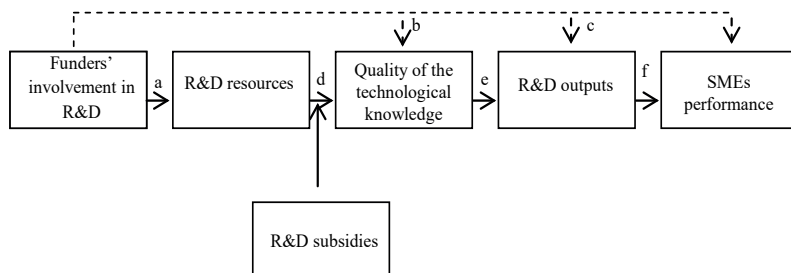 b
c
Funders’
involvement in
R&D
a
R&D resources
d
Quality of the
technological
knowledge
e
R&D outputs
f
SMEs
performance
R&D subsidies